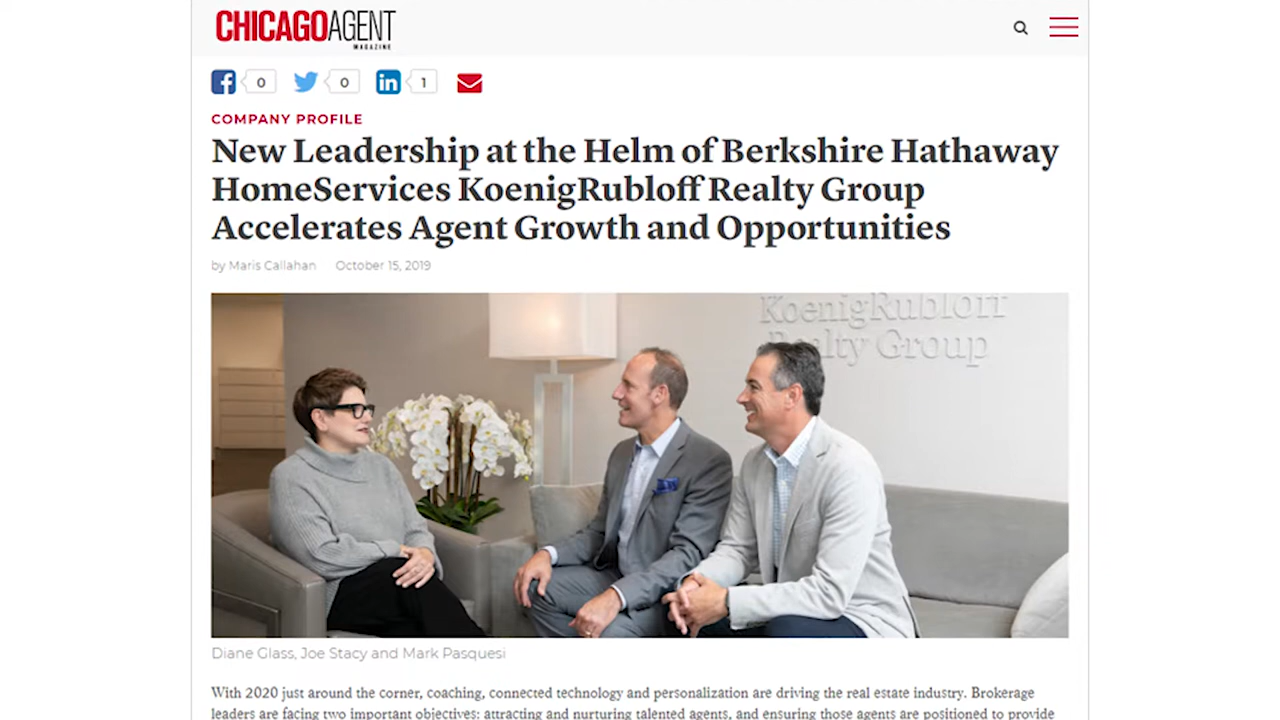 CHICAGOAGENT
MAGAZINE
0
0
in
1
COMPANY PROFILE
New Leadership at the Helm of Berkshire Hathaway
HomeServices KoenigRubloff Realty Group
Accelerates Agent Growth and Opportunities
by Maris Callahan October 15, 2019
KoenigRubloff
Realty Group
Diane Glass, Joe Stacy and Mark Pasquesi
With 2020 just around the corner, coaching, connected technology and personalization are driving the real estate industry. Brokerage
leaders are facing two important objectives: attracting and nurturing talented agents, and ensuring those agents are positioned to provide